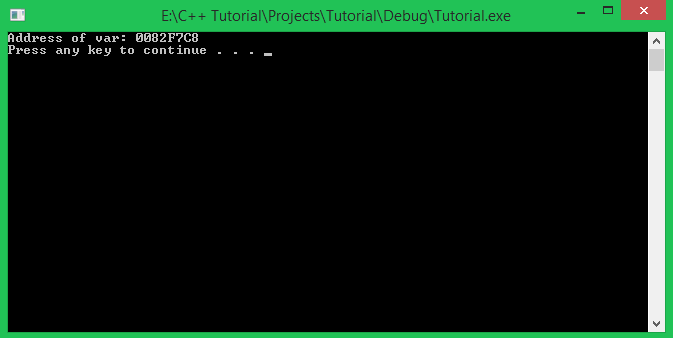 E:\C++ Tutorial\Projects\Tutorial\Debug\Tutorial.exe
Address of var: 0082F7C8
Press any key to continue . . . _